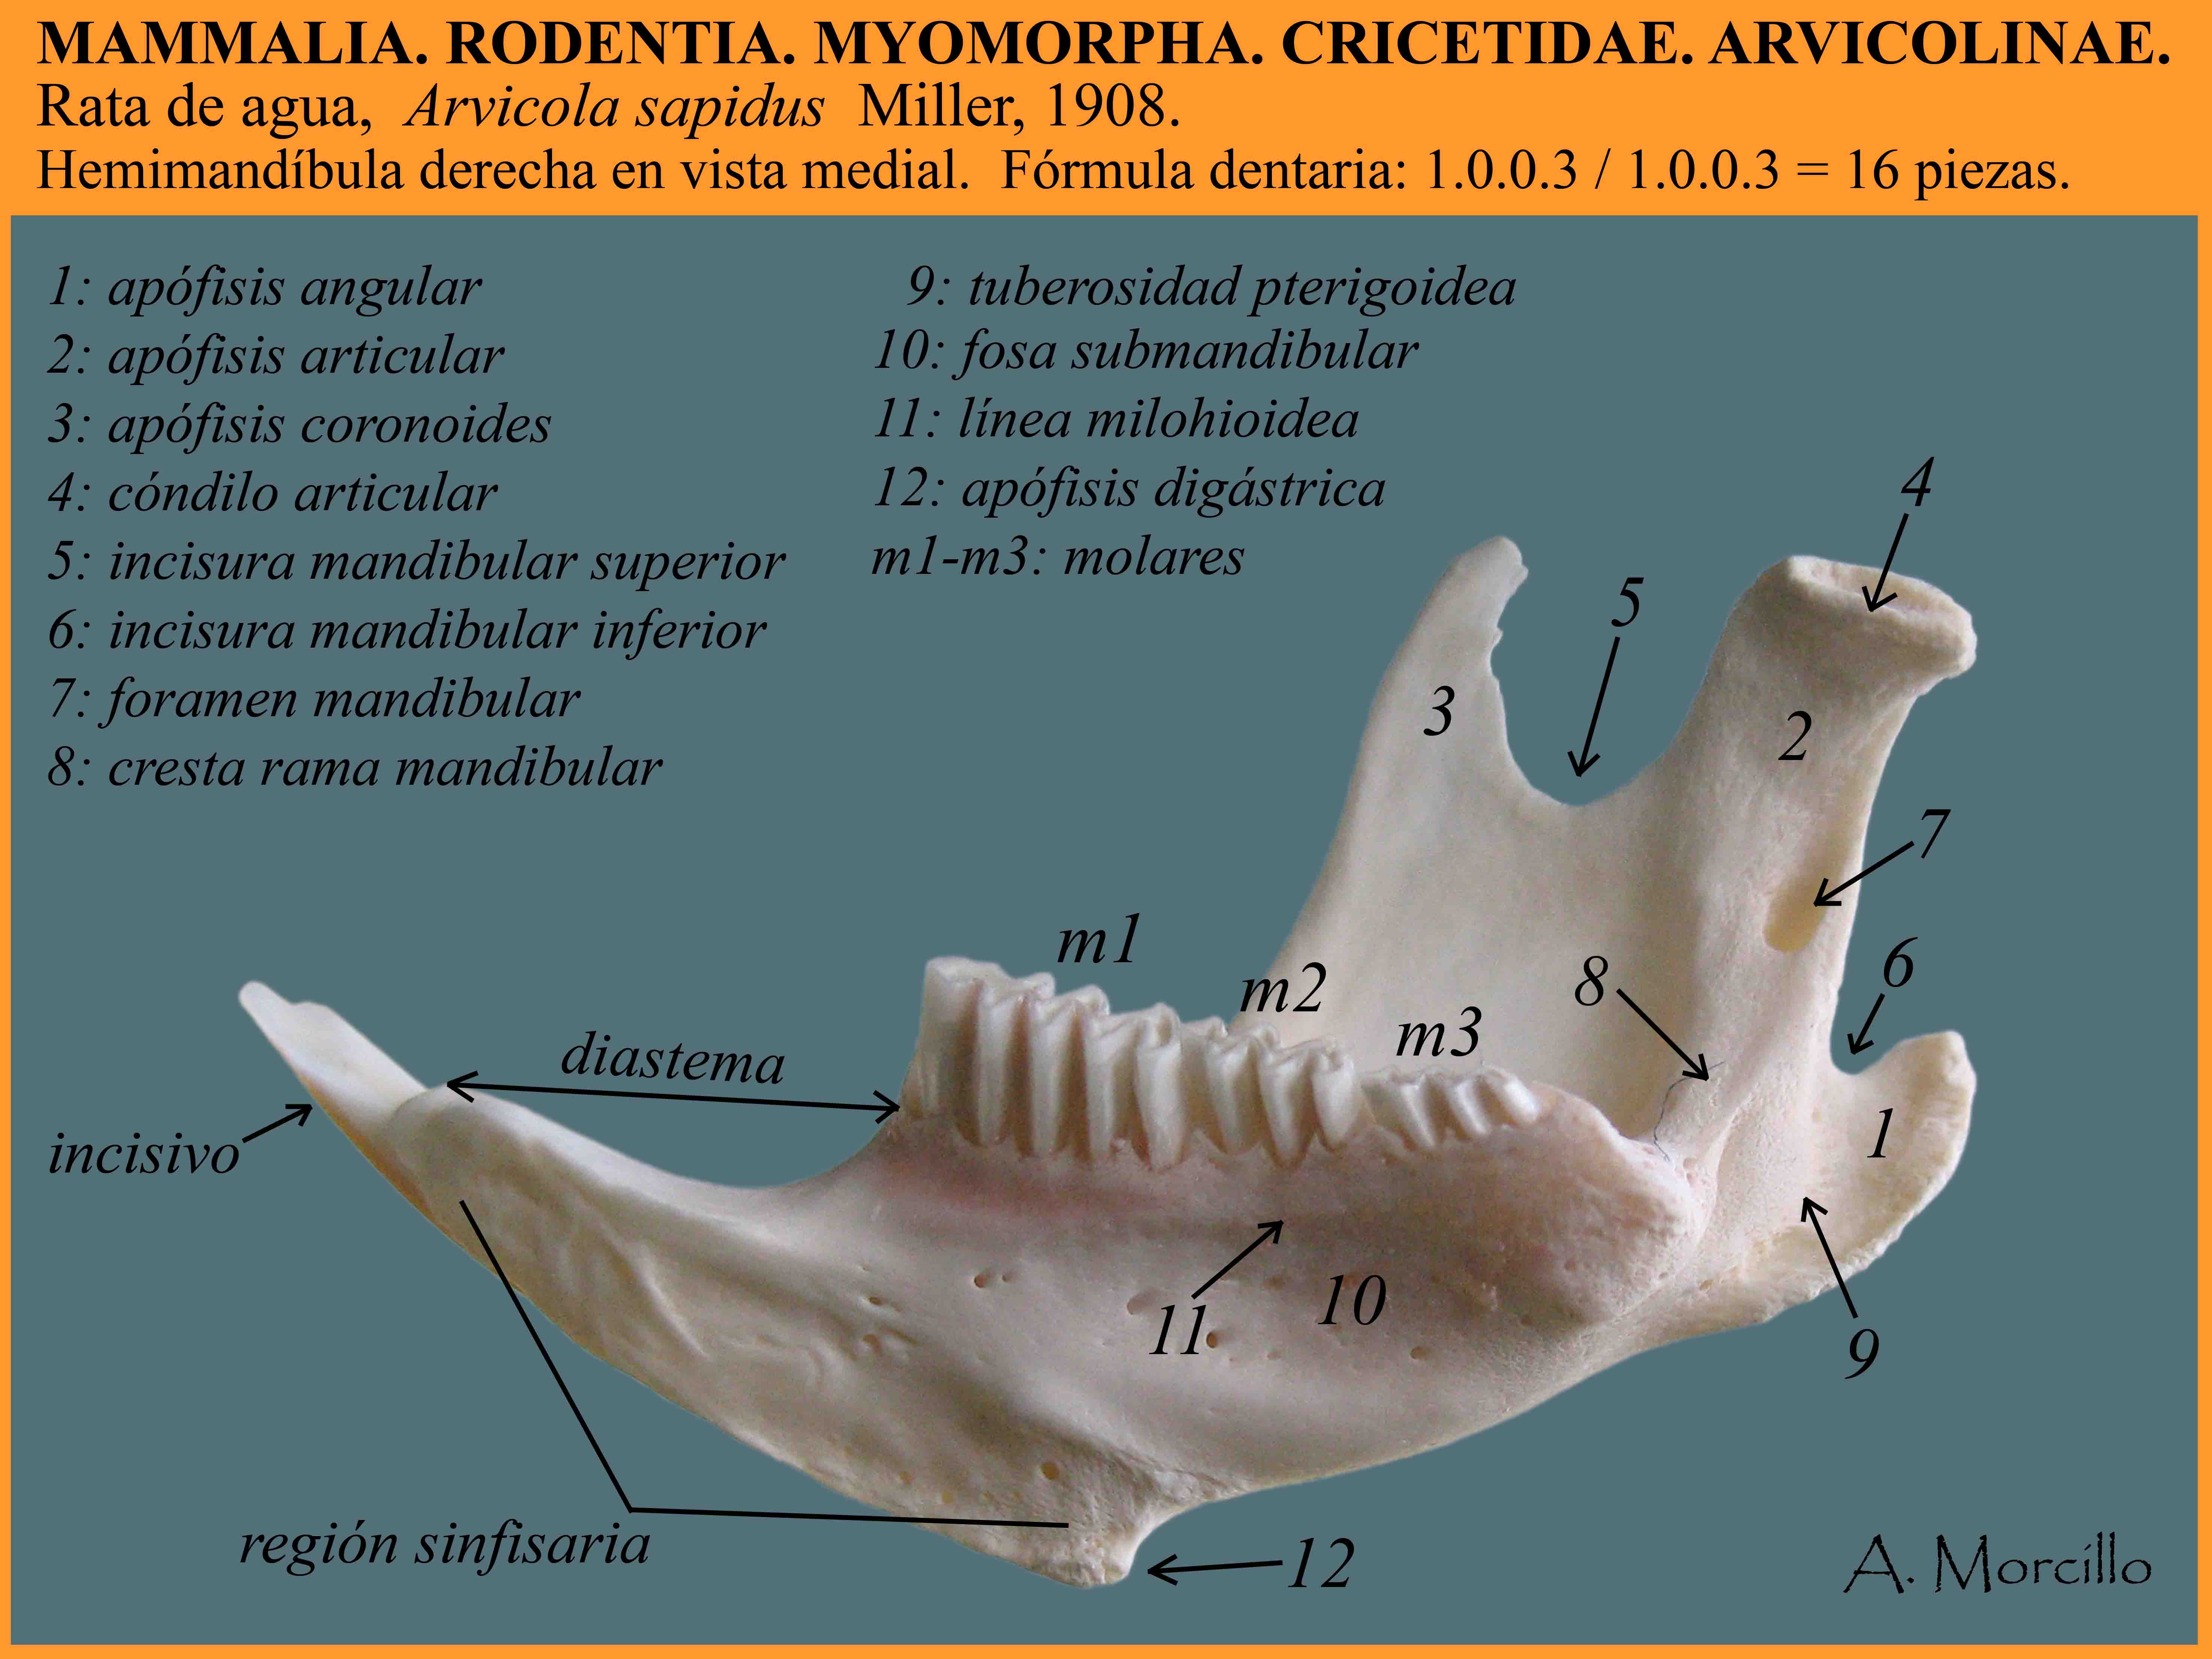 MAMMALIA. RODENTIA. MYOMORPHA. CRICETIDAE. ARVICOLINAE.
Rata de agua, Arvicola sapidus Miller, 1908.
Hemimandíbula derecha en vista medial. Fórmula dentaria: 1.0.0.3 / 1.0.0.3 = 16 piezas.
1: apófisis angular
2: apófisis articular
3: apófisis coronoides
4: cóndilo articular
5: incisura mandibular superior
6: incisura mandibular inferior
7: foramen mandibular
8: cresta rama mandibular
9: tuberosidad pterigoidea
10: fosa submandibular
11: línea milohioidea
12: apófisis digástrica
m1-m3: molares
4
5
3
2
7
m1
6
8
m2
m3
diastema
1
incisivo
10
11
9
región sinfisaria
12
A. Morcillo